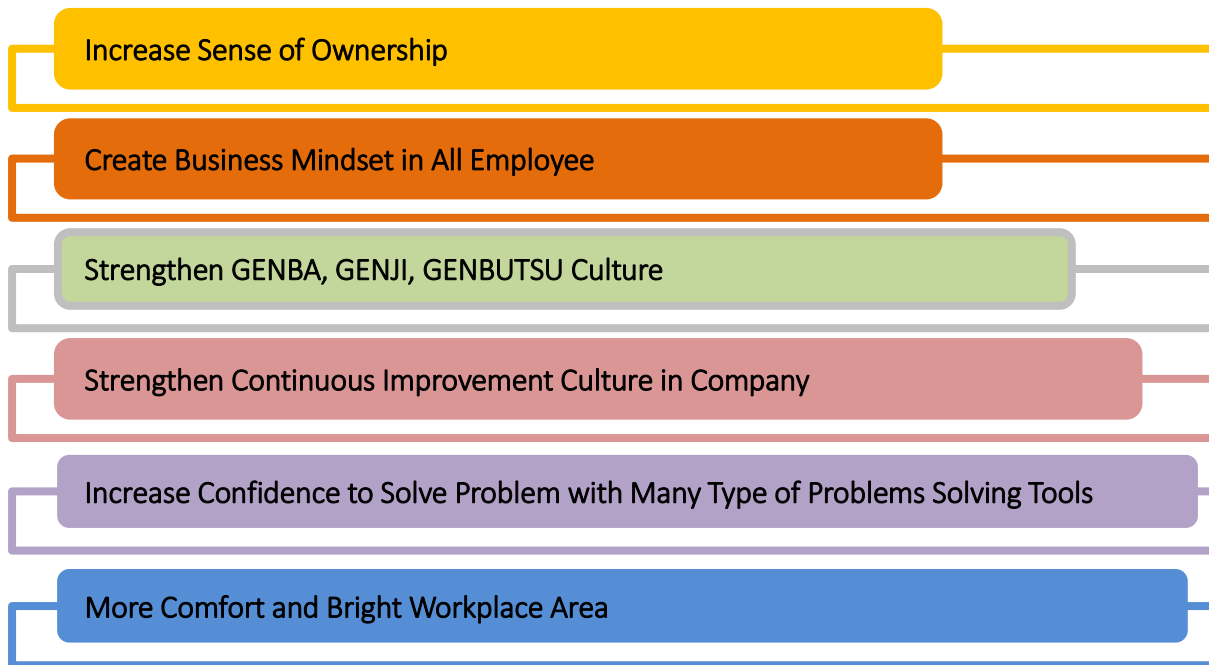 Increase Sense of Ownership
Create Business Mindset in All Employee
Strengthen GENBA, GENJI, GENBUTSU Culture
Strengthen Continuous Improvement Culture in Company
Increase Confidence to Solve Problem with Many Type of Problems Solving Tools
More Comfort and Bright Workplace Area